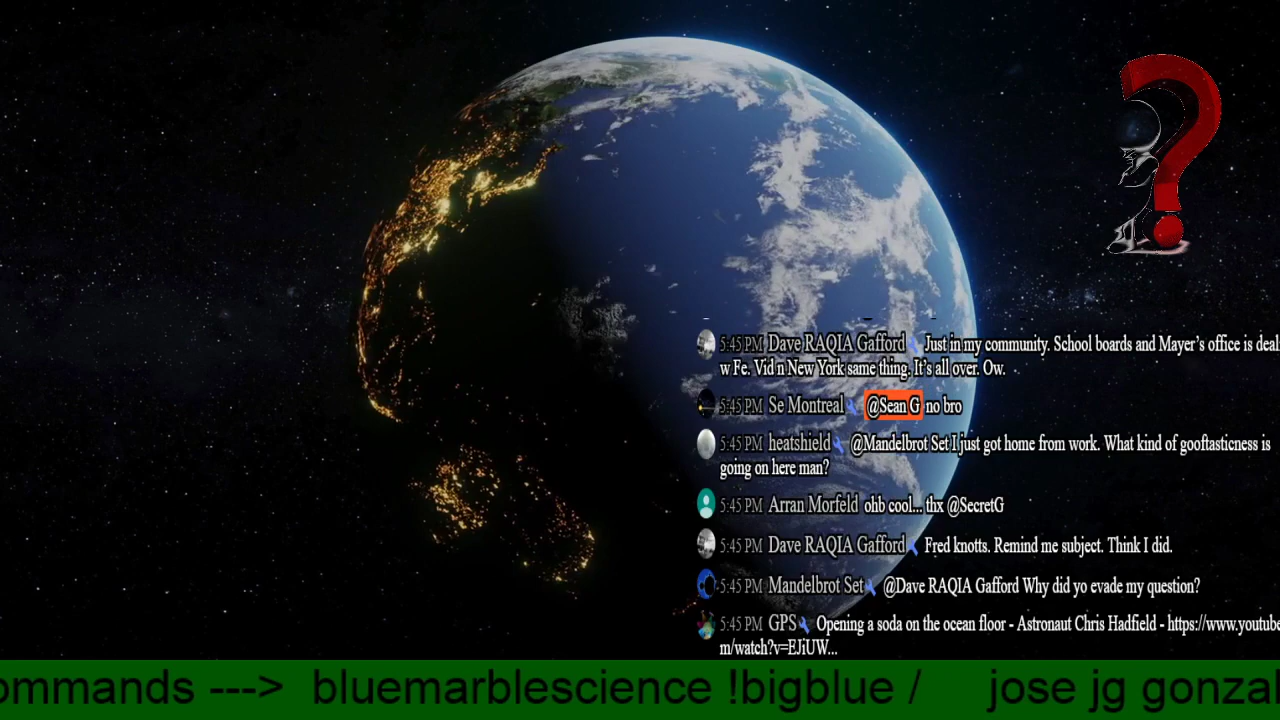 5:45 PM Dave RAQIA Gafford Just in my community. School boards and Mayer's office is deal
w Fe. Vid n New York same thing. It's all over. Ow.
5:45 PM Se Montreal @Sean G no bro
5:45 PM heatshield @Mandelbrot Set I just got home from work. What kind of gooftasticness is
going on here man?
5:45 PM Arran Morfeld ohb cool... thx @SecretG
5:45 PM Dave RAQIA Gafford Fred knotts. Remind me subject. Think I did.
5:45 PM Mandelbrot Set @Dave RAQIA Gafford Why did yo evade my question?
5:45 PM GPS Opening a soda on the ocean floor - Astronaut Chris Hadfield - https://www.youtube
m/watch?v=EJiUW...
ommands ---> bluemarblescience !bigblue / jose jg gonzal